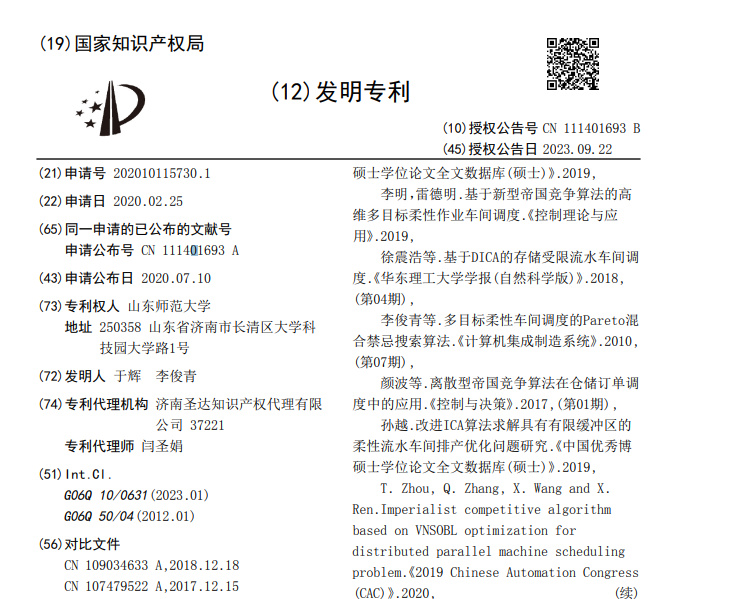 (19)国家知识产权局
(12)发明专利
(10)授权公告号 CN 111401693 B
(45)授权公告日 2023.09.22
(21)申请号 202010115730.1
(22)申请日 2020.02.25
(65)同一申请的已公布的文献号
申请公布号 CN 111401693 A
(43)申请公布日 2020.07.10
(73)专利权人 山东师范大学
地址 250358 山东省济南市长清区大学科
技园大学路1号
(72)发明人 于辉 李俊青
(74)专利代理机构 济南圣达知识产权代理有限
公司 37221
专利代理师 闫圣娟
(51)Int.Cl.
G06Q 10/0631(2023.01)
G06Q 50/04(2012.01)
(56)对比文件
CN 109034633 A,2018.12.18
CN 107479522 A,2017.12.15
硕士学位论文全文数据库(硕士)》.2019,
李明,雷德明.基于新型帝国竞争算法的高
维多目标柔性作业车间调度.《控制理论与应
用》.2019,
徐震浩等.基于DICA的存储受限流水车间调
度.《华东理工大学学报(自然科学版)》.2018,
(第04期),
李俊青等.多目标柔性车间调度的Pareto混
合禁忌搜索算法.《计算机集成制造系统》.2010,
(第07期),
颜波等.离散型帝国竞争算法在仓储订单调
度中的应用.《控制与决策》.2017,(第01期),
孙越.改进ICA算法求解具有有限缓冲区的
柔性流水车间排产优化问题研究.《中国优秀博
硕士学位论文全文数据库(硕士)》.2019,
T. Zhou, Q. Zhang, X. Wang and X.
Ren.Imperialist competitive algorithm
based on VNSOBL optimization for
distributed parallel machine scheduling
problem.《2019 Chinese Automation Congress
(CAC)》.2020, (续)